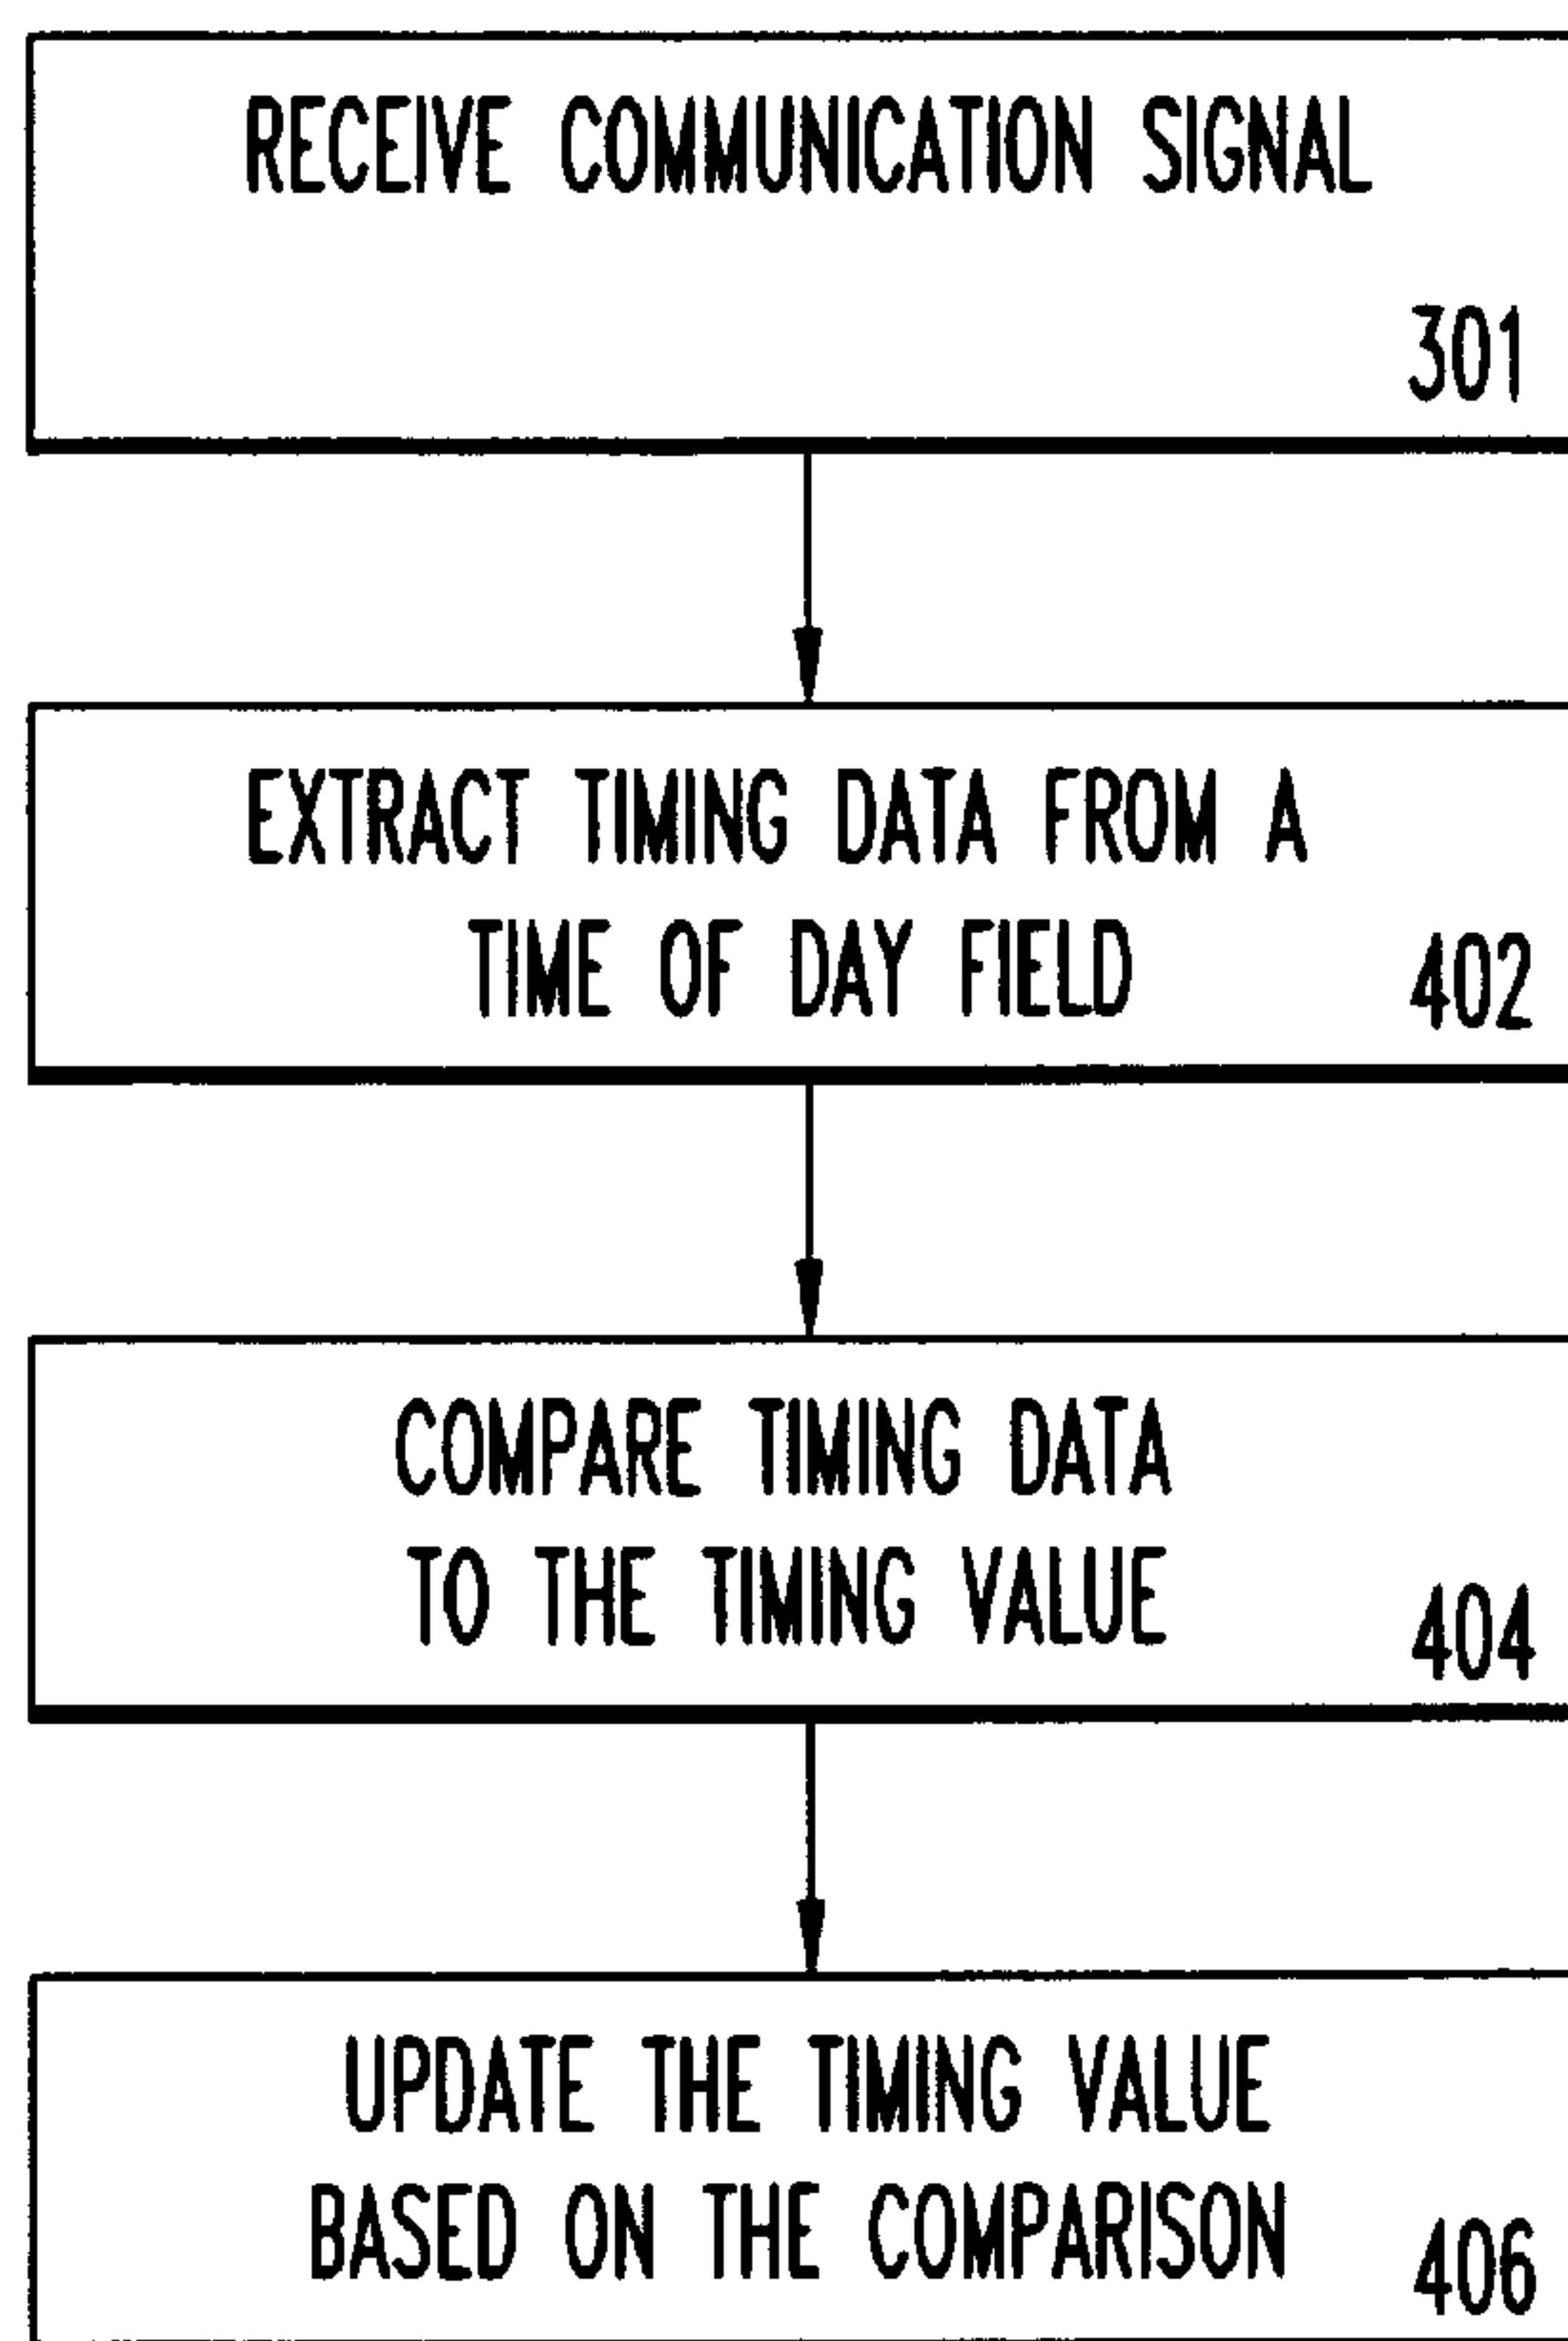 RECEIVE COMMUNICATION SIGNAL
301
EXTRACT TIMING DATA FROM A
TIME OF DAY FIELD
402
COMPARE TIMING DATA
TO THE TIMING VALUE
404
UPDATE THE TIMING VALUE
BASED ON THE COMPARISON
406